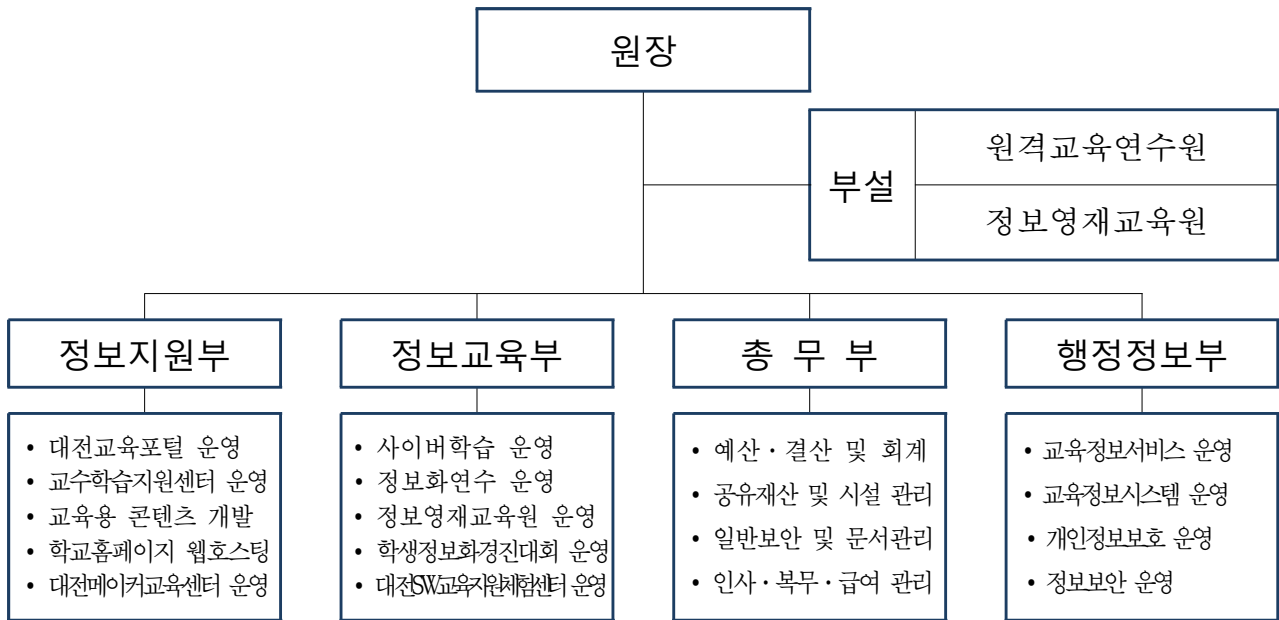 원장
부설
원격교육연수원
정보영재교육원
정보지원부
• 대전교육포털 운영
• 교수학습지원센터 운영
• 교육용 콘텐츠 개발
• 학교홈페이지 웹호스팅
• 대전메이커교육센터 운영
정보교육부
• 사이버학습 운영
• 정보화연수 운영
• 정보영재교육원 운영
• 학생정보화경진대회 운영
• 대전SW교육지원체험센터 운영
총 무 부
• 예산·결산 및 회계
• 공유재산 및 시설 관리
• 일반보안 및 문서관리
• 인사·복무·급여 관리
행정정보부
• 교육정보서비스 운영
• 교육정보시스템 운영
• 개인정보보호 운영
• 정보보안 운영